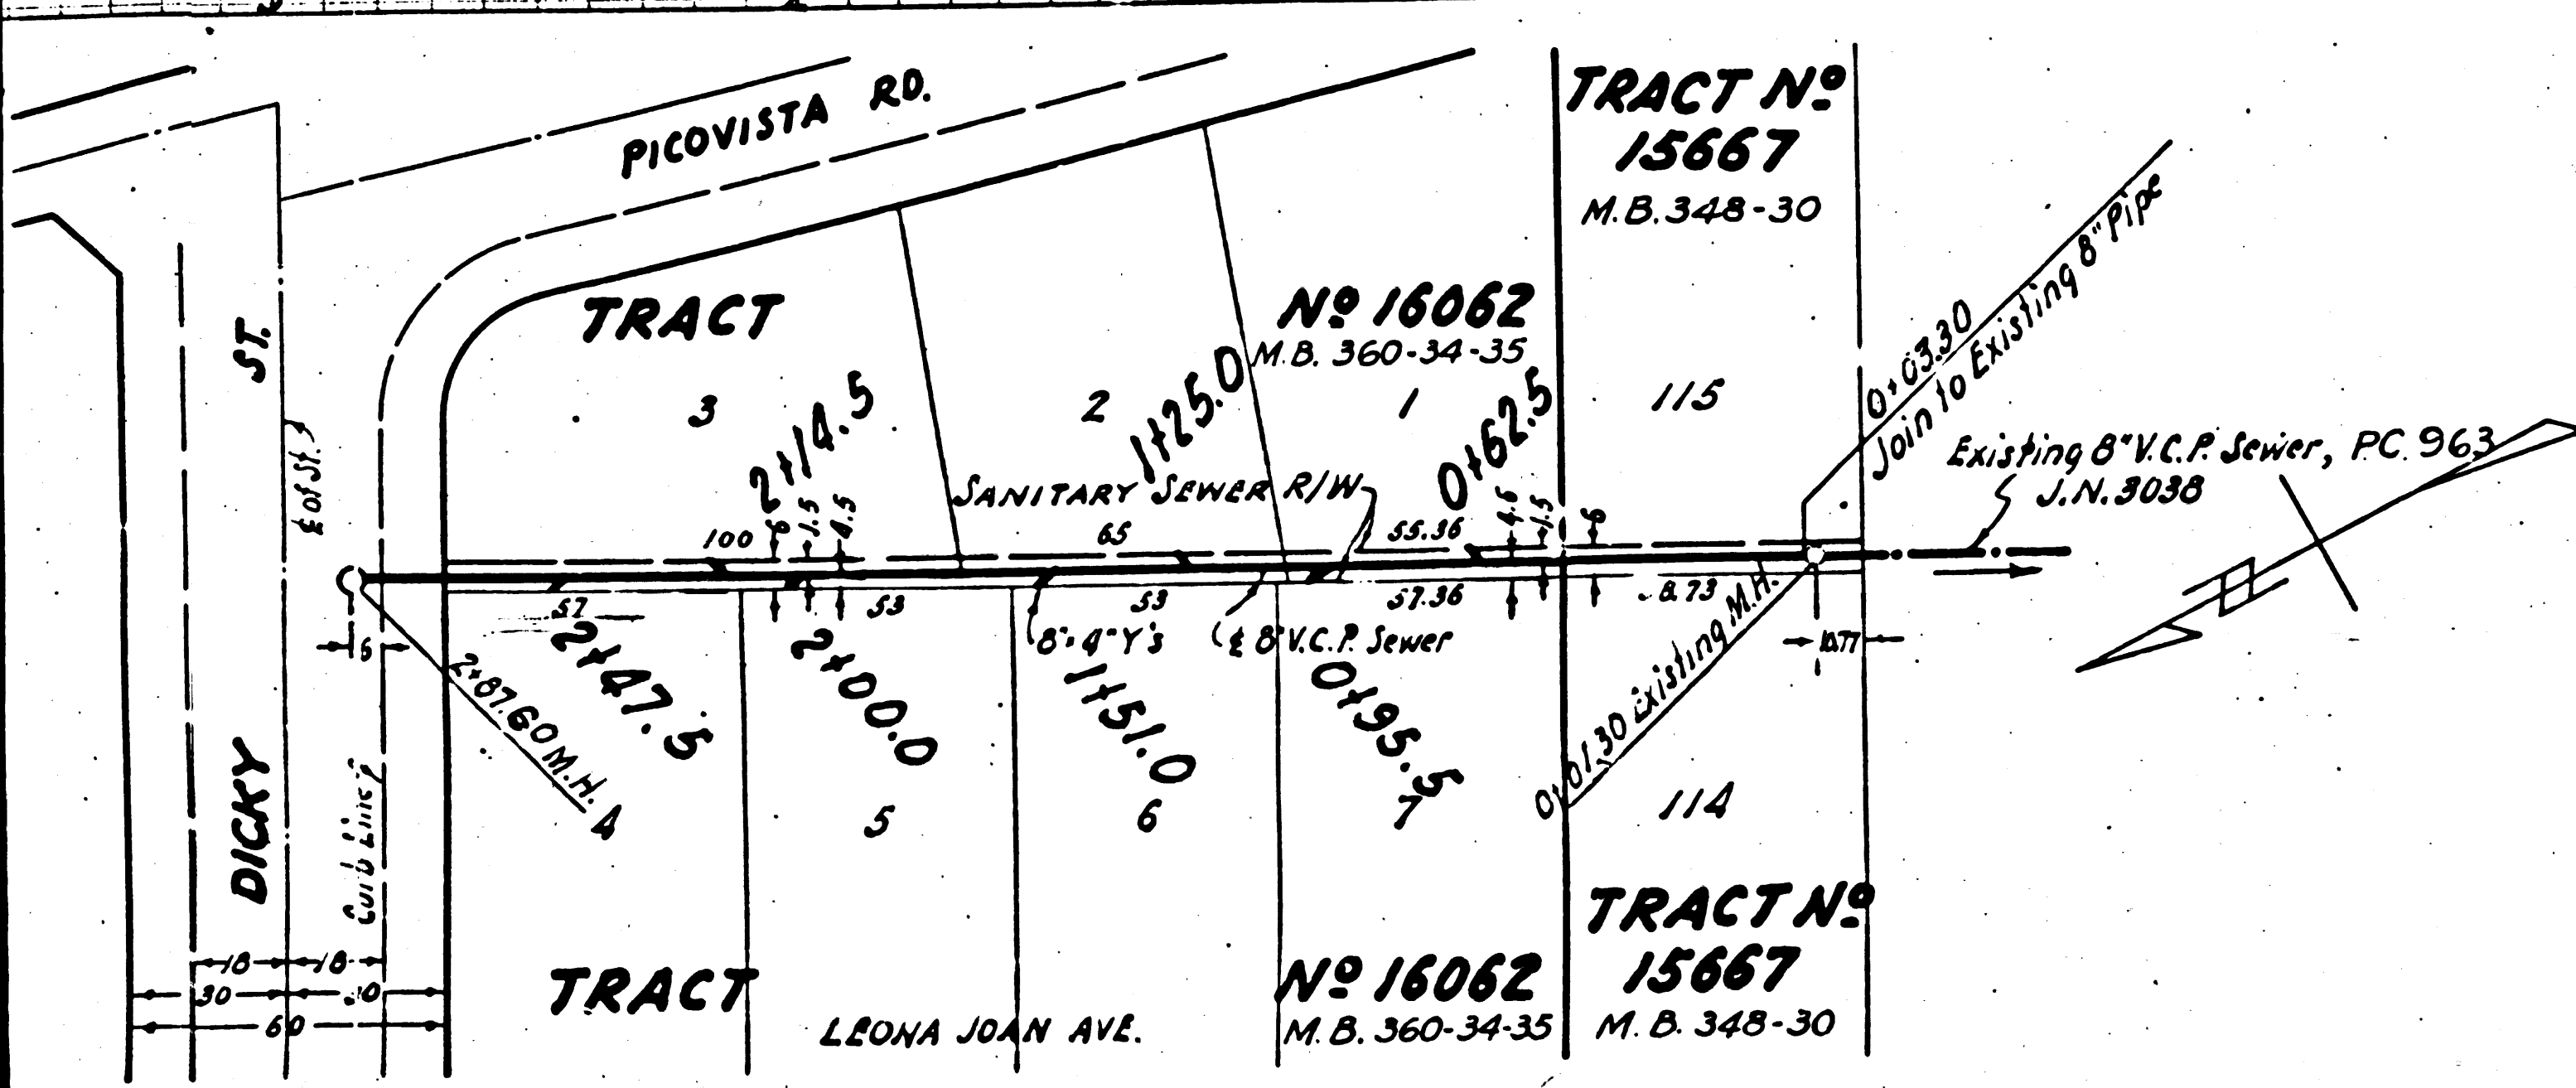 PICOVISTA RD.
TRACT Nº
15667
M.B. 348-30
TRACT
Nº 16062
M.B. 360-34-35
ST.
℄ of St.
3
2
1
115
2+14.5
1+25.0
0+62.5
0+03.30
Join to Existing 8" Pipe
Existing 8" V.C.P. Sewer, P.C. 963
J.N. 3038
SANITARY SEWER R/W
100
6
1.5
4.5
65
55.36
4.5
1.5
6
57
53
53
57.36
8.73
10.77
6
8"x4" Y's
℄ 8" V.C.P. Sewer
2+87.60 M.H.
2+47.5
2+00.0
1+51.0
0+95.5
0+01.30 Existing M.H.
4
5
6
7
114
DICKY
Curb Line
18
18
30
30
60
TRACT
LEONA JOAN AVE.
Nº 16062
M.B. 360-34-35
TRACT Nº
15667
M.B. 348-30